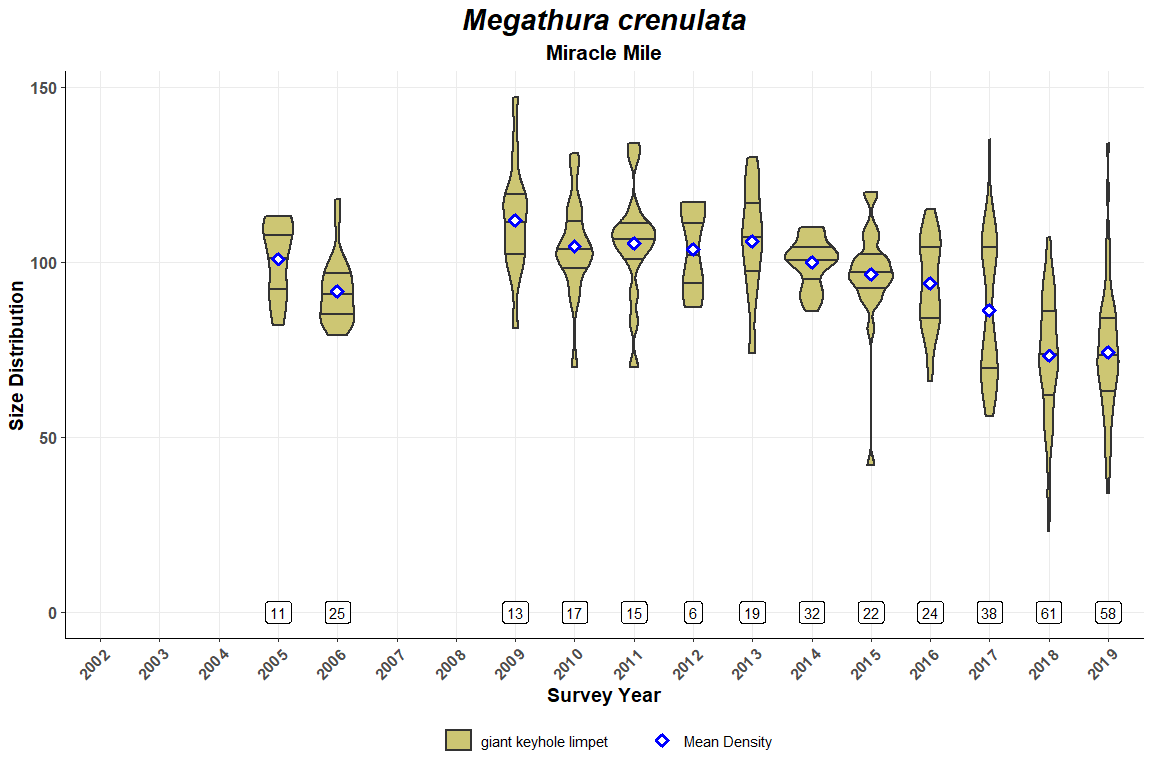 Megathura crenulata
Miracle Mile
Size Distribution
150
100
50
0
11 25 13 17 15 6 19 32 22 24 38 61 58
2002 2003 2004 2005 2006 2007 2008 2009 2010 2011 2012 2013 2014 2015 2016 2017 2018 2019
Survey Year
giant keyhole limpet Mean Density